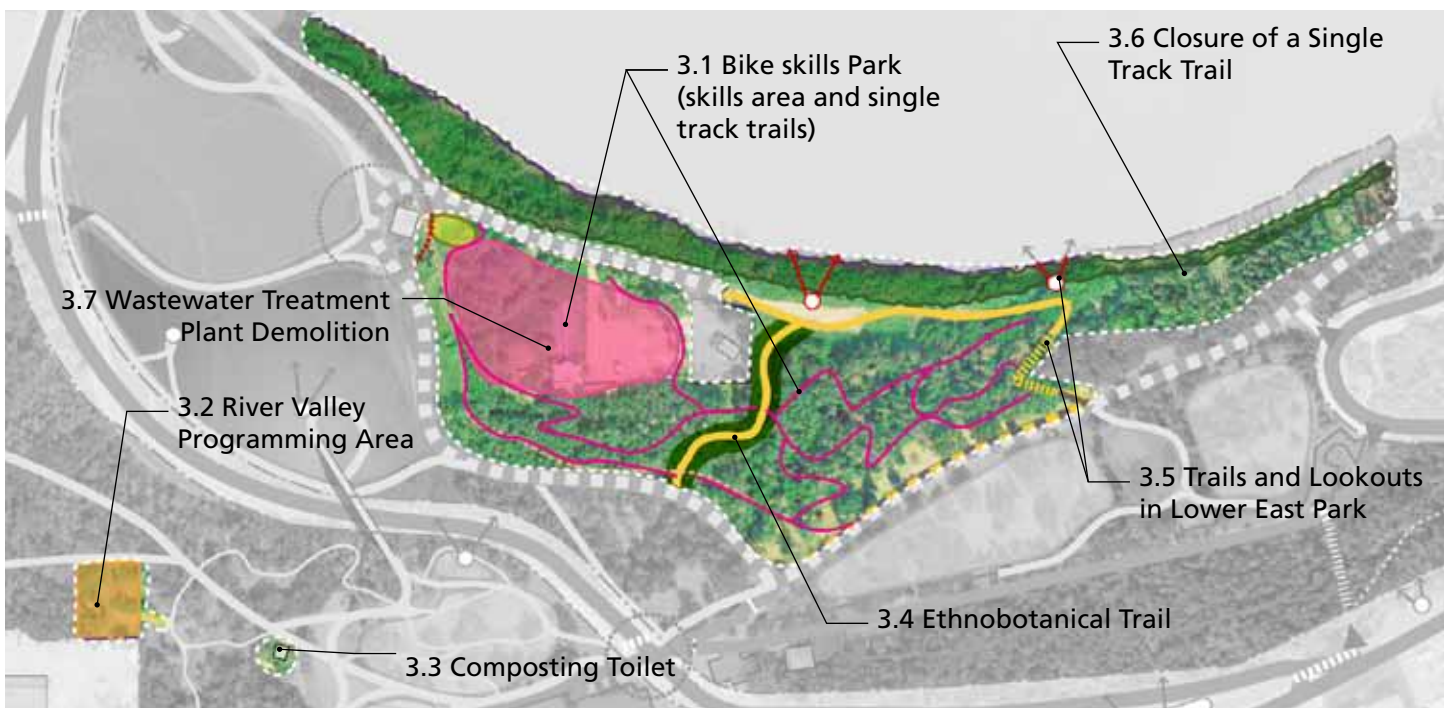 3.1 Bike skills Park
(skills area and single
track trails)
3.6 Closure of a Single
Track Trail
3.7 Wastewater Treatment
Plant Demolition
3.2 River Valley
Programming Area
3.5 Trails and Lookouts
in Lower East Park
3.4 Ethnobotanical Trail
3.3 Composting Toilet